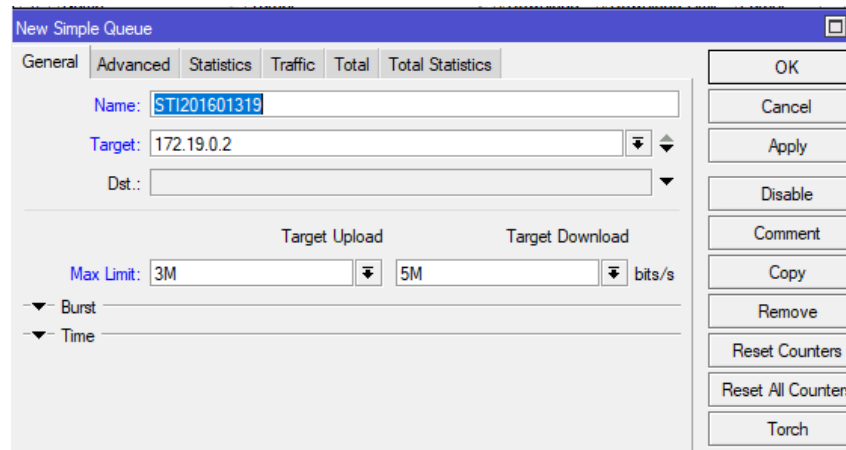 New Simple Queue
General Advanced Statistics Traffic Total Total Statistics
Name: STI201601319
Target: 172.19.0.2
Dst.:
Target Upload Target Download
Max Limit: 3M 5M bits/s
Burst
Time
OK
Cancel
Apply
Disable
Comment
Copy
Remove
Reset Counters
Reset All Counters
Torch